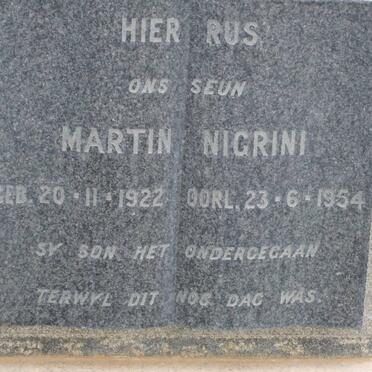 HIER RUS
ONS SEUN
MARTIN NIGRINI
GEB. 20·11·1922 OORL. 23·6·1954
SY SON HET ONDERGEGAAN
TERWYL DIT NOG DAG WAS.